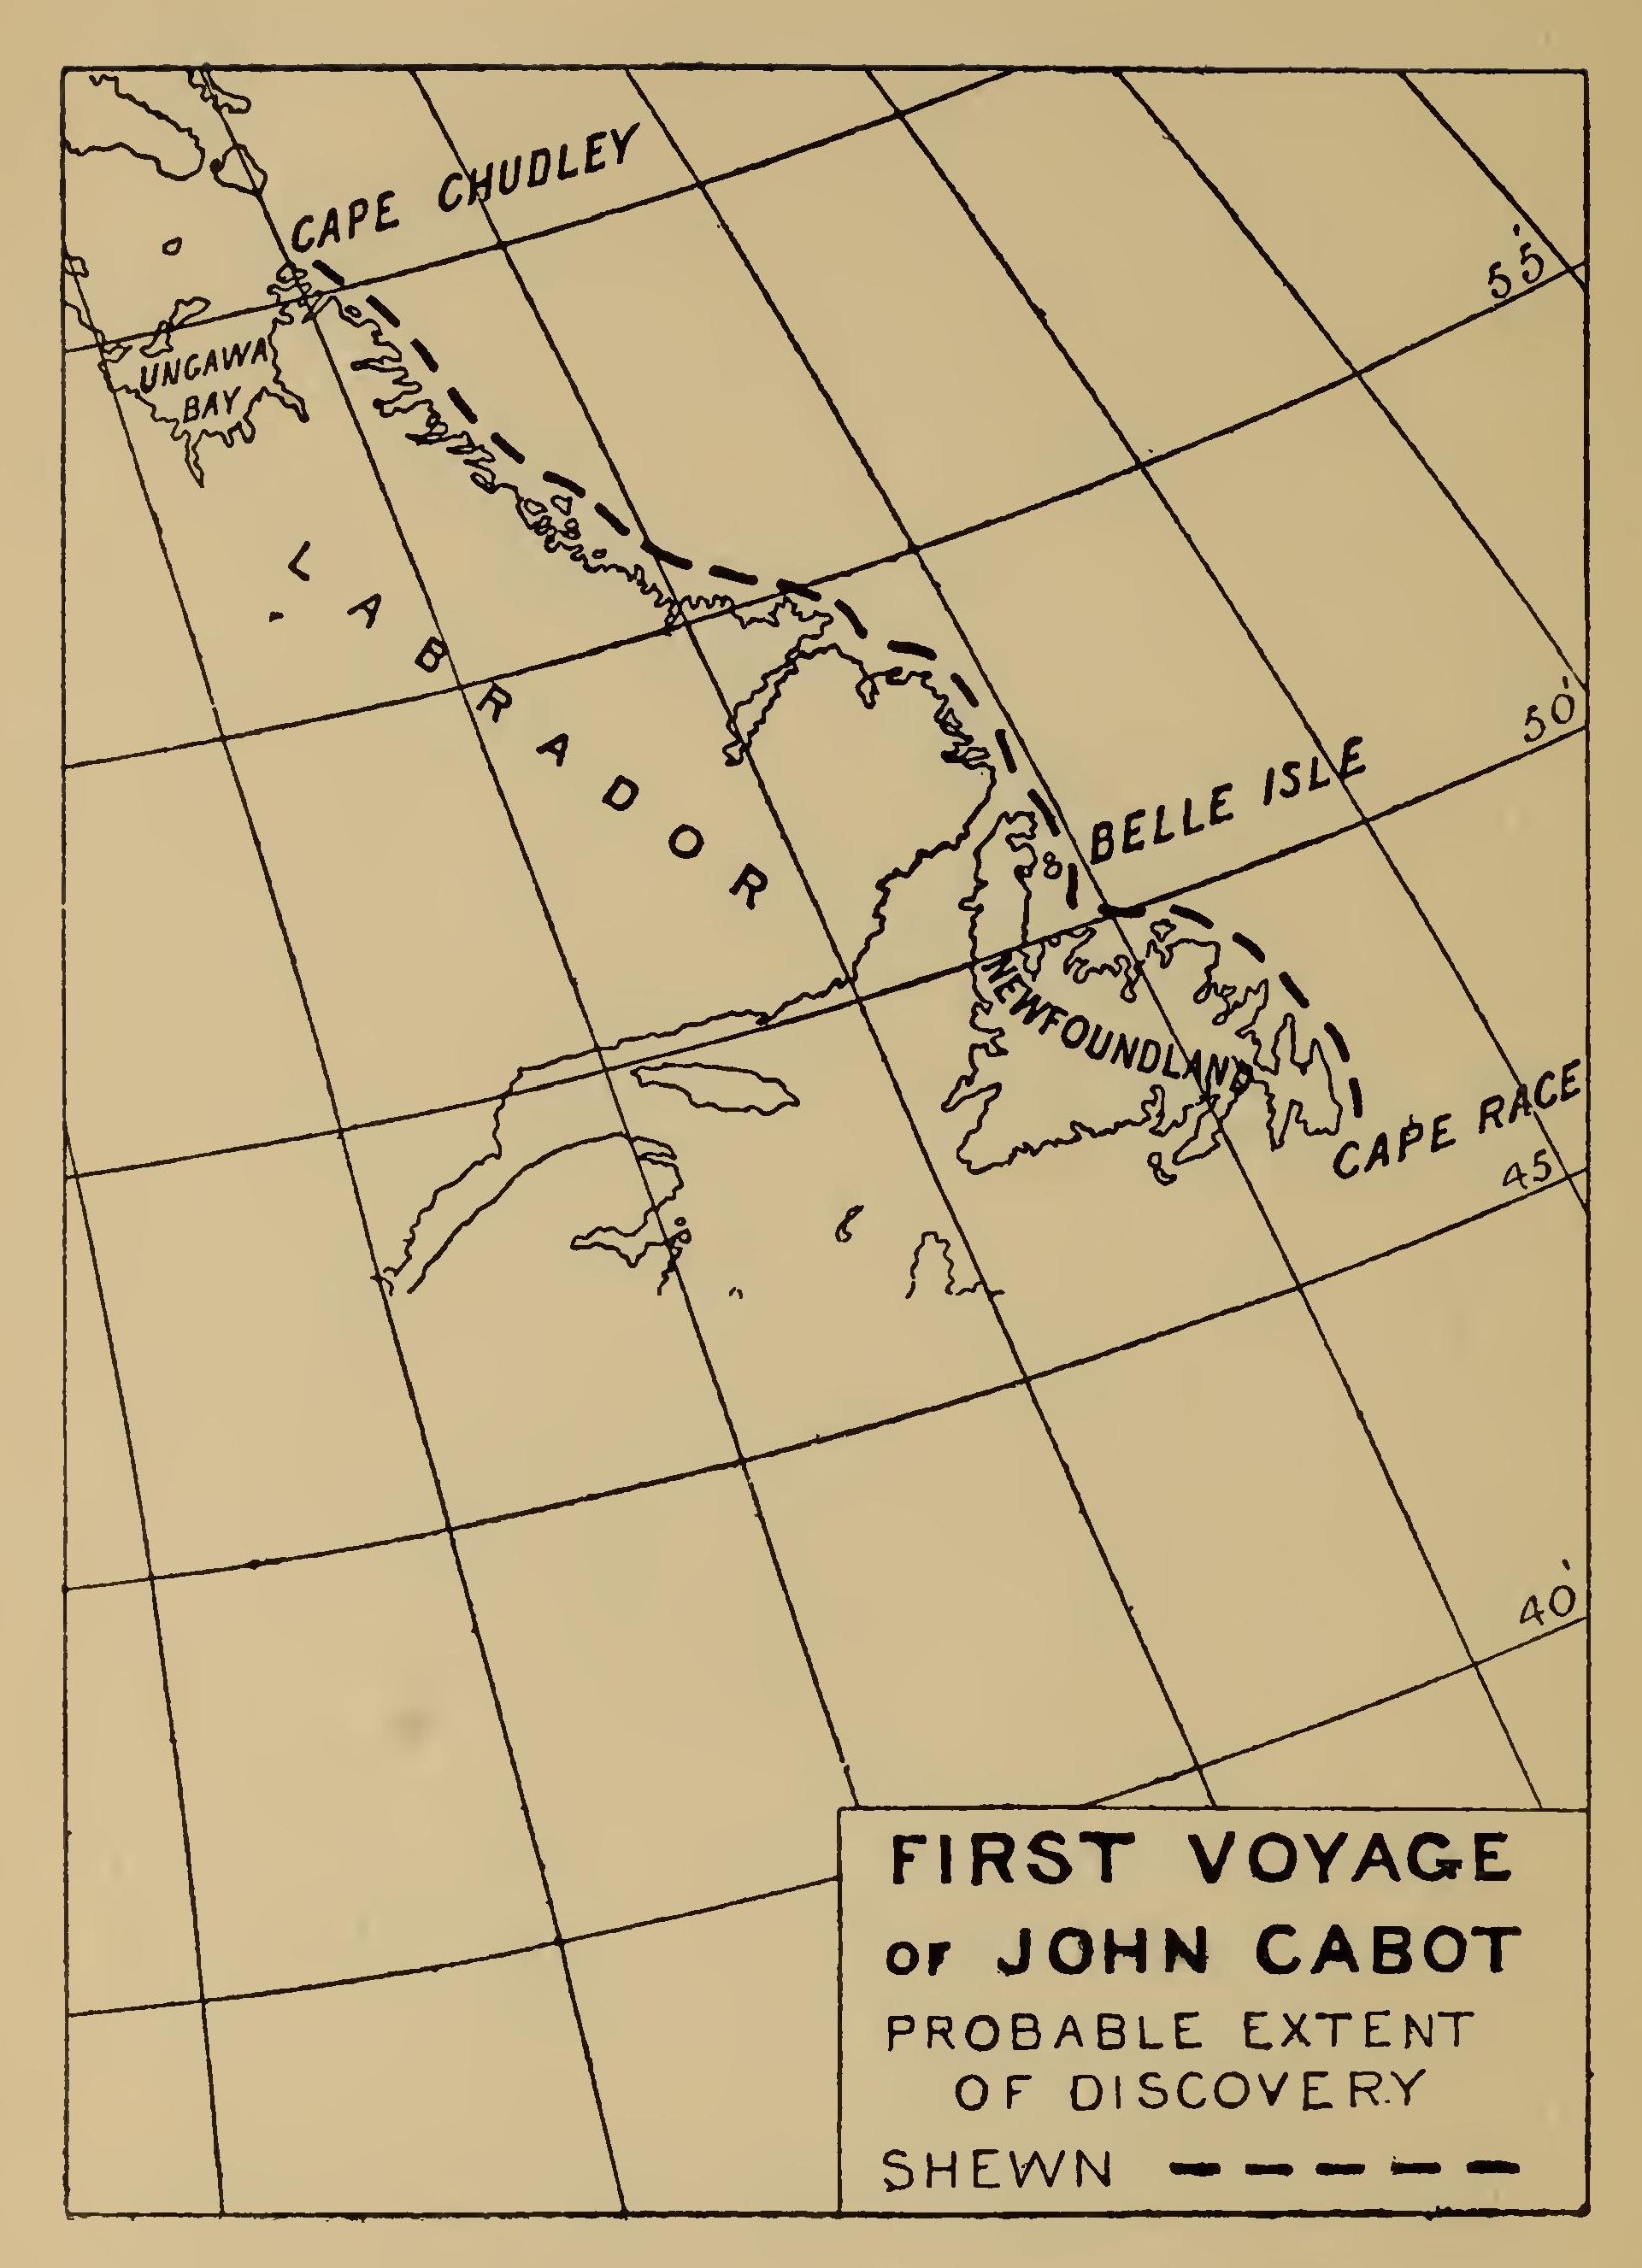 CAPE CHUDLEY
55'
UNGAWA
BAY
LABRADOR
50'
BELLE ISLE
NEWFOUNDLAND
CAPE RACE
45
40'
FIRST VOYAGE
OF JOHN CABOT
PROBABLE EXTENT
OF DISCOVERY
SHEWN